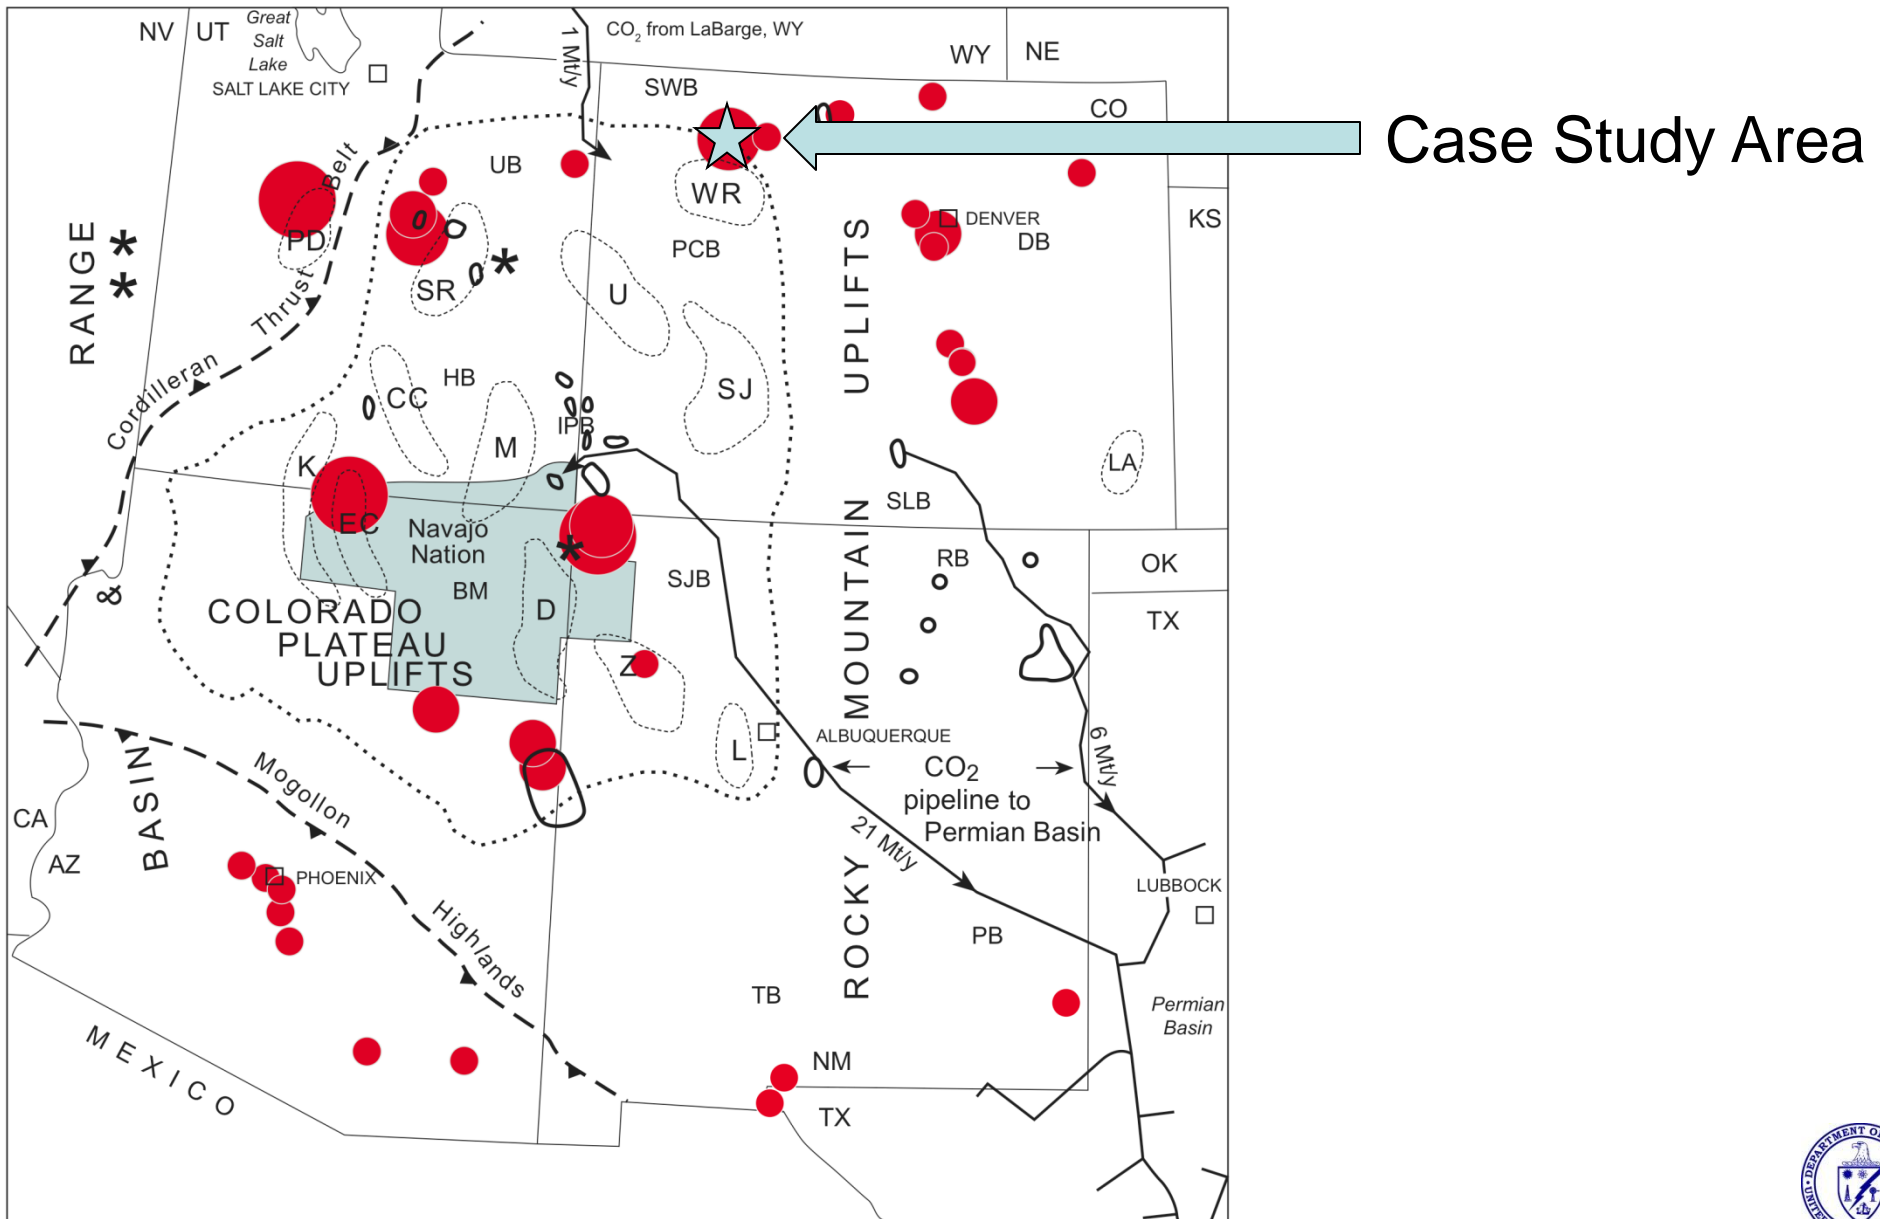 NV
UT
Great
Salt
Lake
SALT LAKE CITY
1 Mt/y
CO2 from LaBarge, WY
WY
NE
SWB
CO
Case Study Area
UB
WR
KS
DENVER
DB
PCB
PD
SR
U
RANGE
*
*
*
Cordilleran Thrust Belt
UPLIFTS
HB
CC
SJ
IPB
M
K
LA
SLB
EC
Navajo
Nation
*
BM
SJB
RB
OK
TX
&
D
COLORADO
PLATEAU
UPLIFTS
Z
MOUNTAIN
L
ALBUQUERQUE
CO2
pipeline to
Permian Basin
6 Mt/y
21 Mt/y
BASIN
Mogollon
Highlands
CA
AZ
PHOENIX
ROCKY
LUBBOCK
PB
TB
Permian
Basin
MEXICO
NM
TX
DEPARTMENT O
UNITE